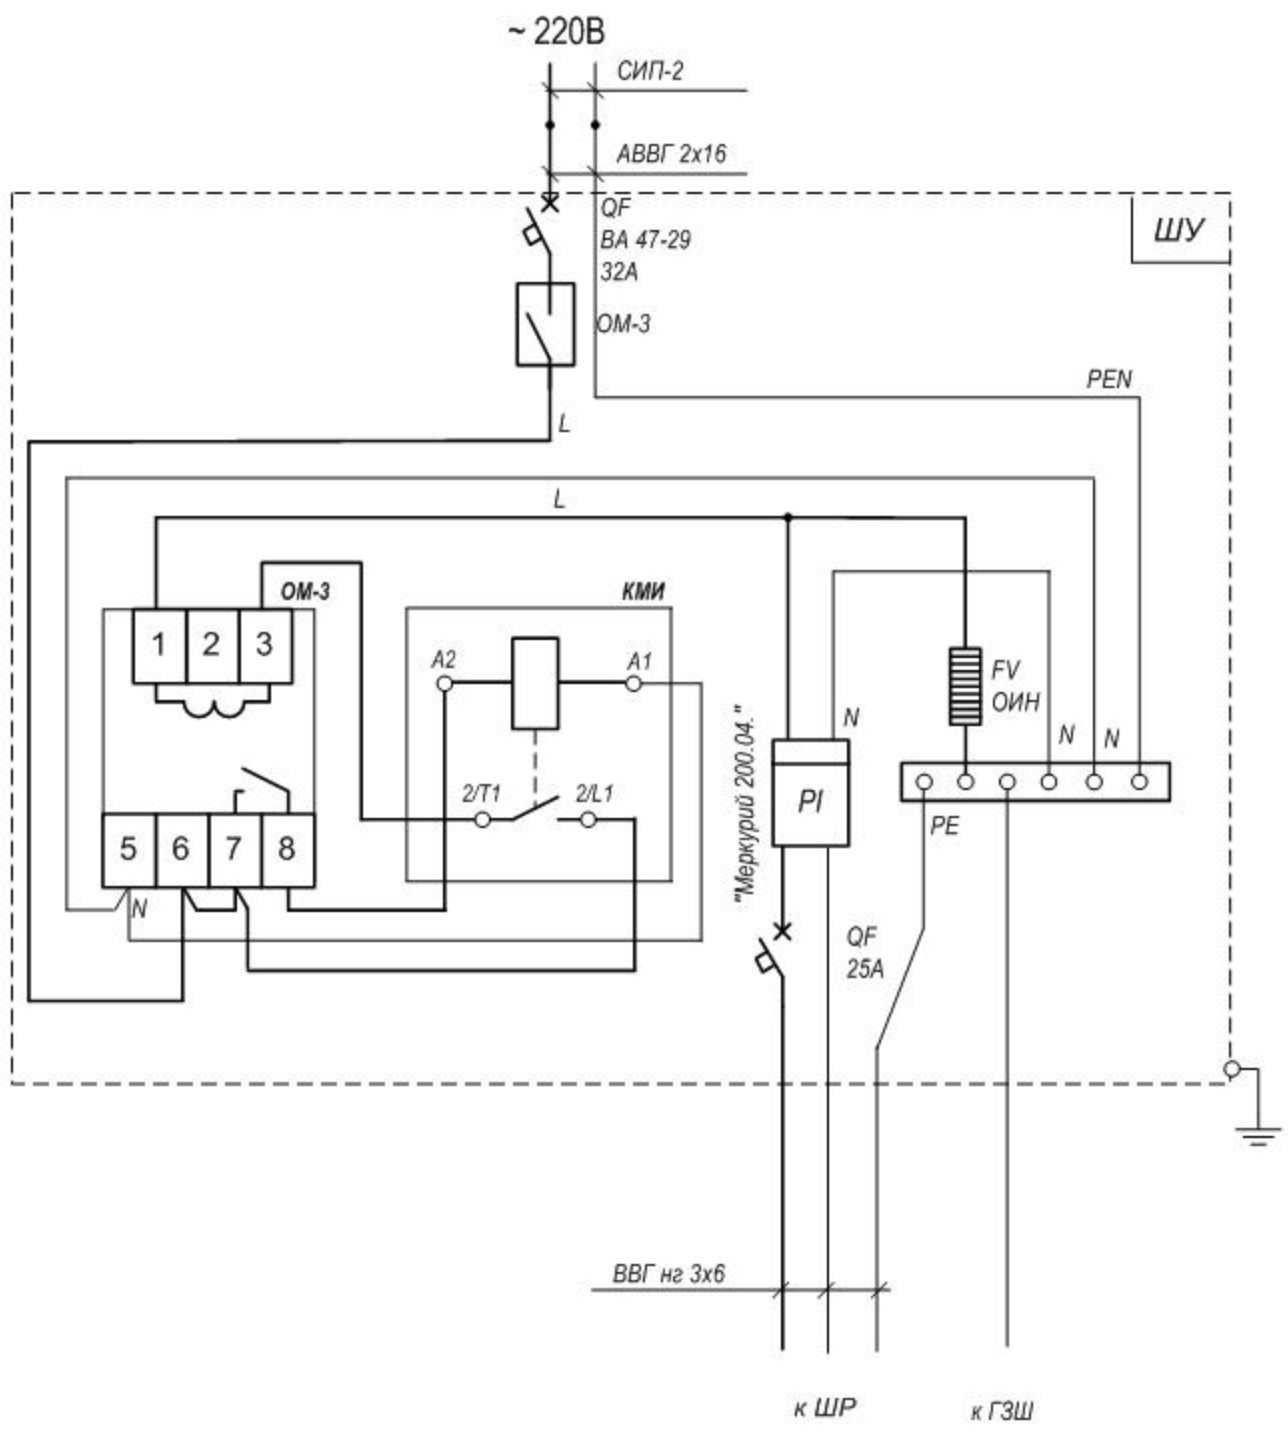 ~ 220В
СИП-2
АВВГ 2х16
QF
ВА 47-29
32А
ШУ
ОМ-3
PEN
L
L
ОМ-3
КМИ
1 2 3
A2
A1
FV
ОИН
"Меркурий 200.04."
N
N
N
2/T1
2/L1
PI
PE
5 6 7 8
N
QF
25А
ВВГ нг 3х6
к ШР
к ГЗШ